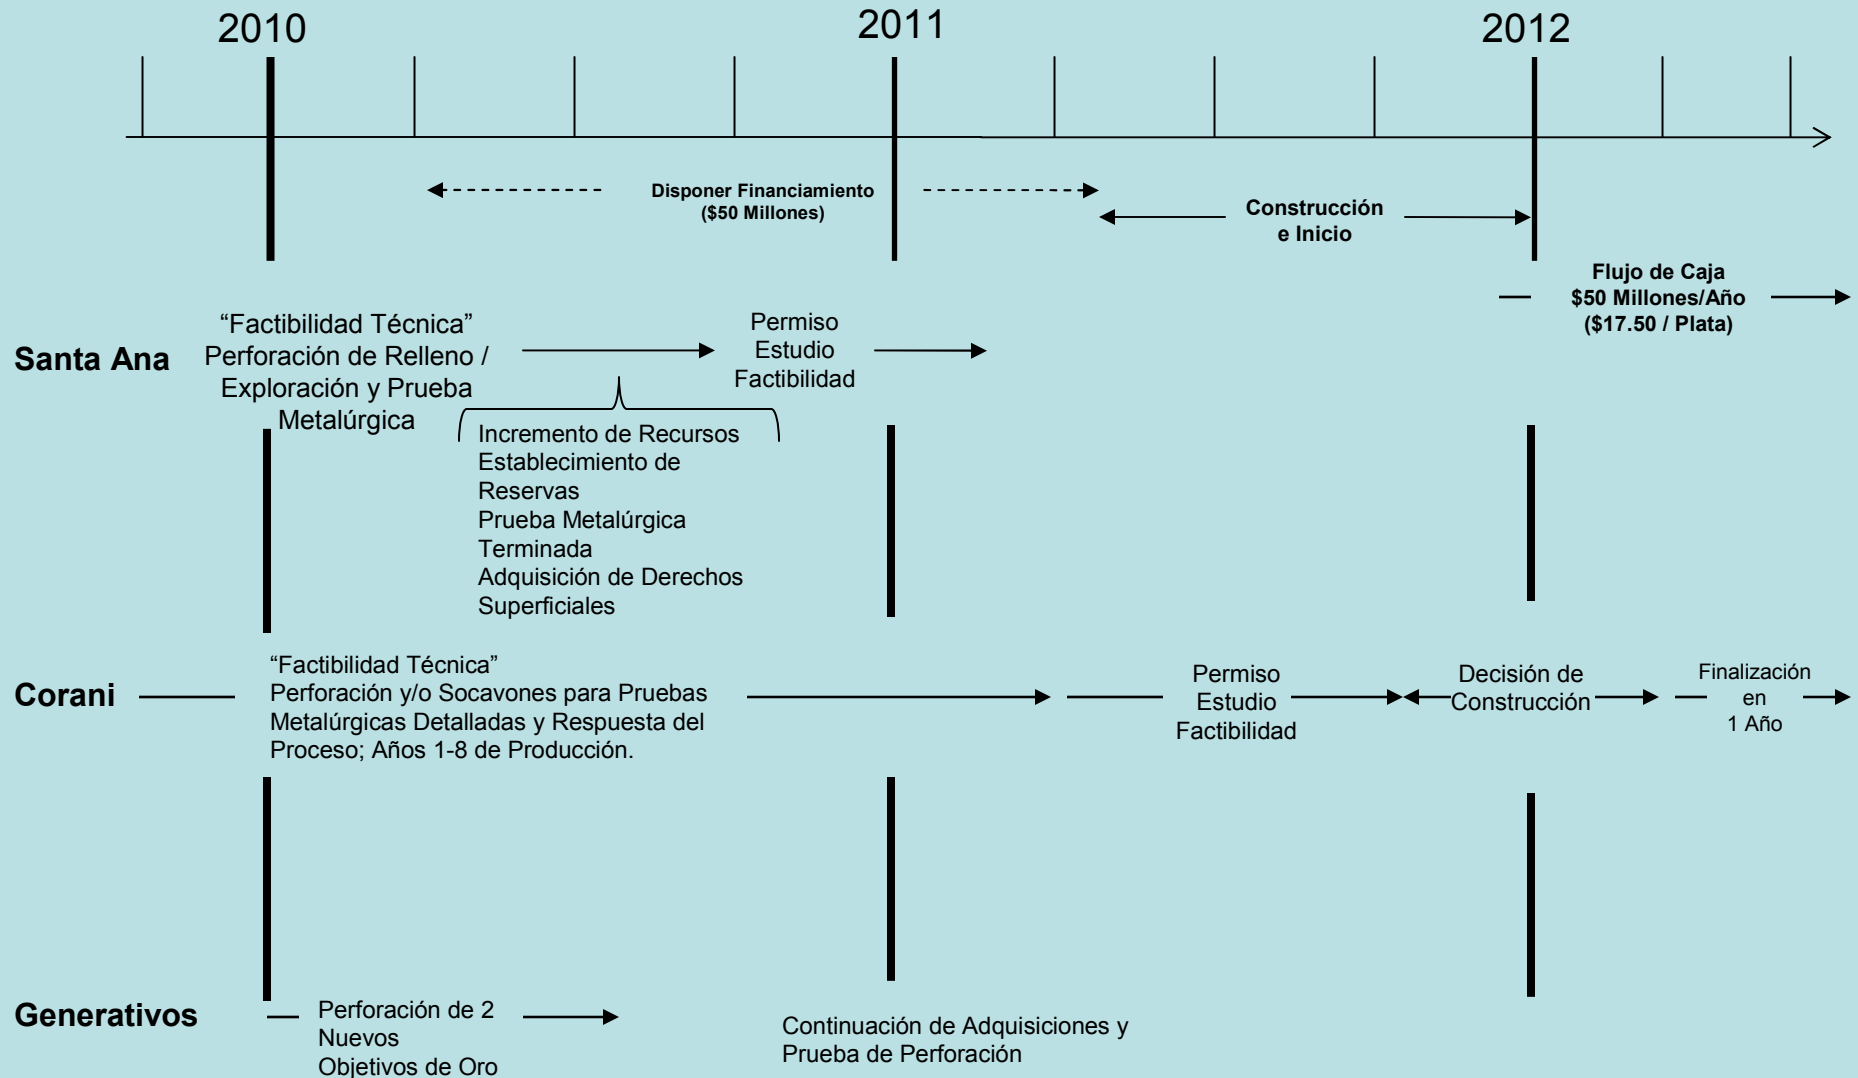 2010
2011
2012
Disponer Financiamiento
($50 Millones)
Construcción
e Inicio
Flujo de Caja
$50 Millones/Año
($17.50 / Plata)
Santa Ana
“Factibilidad Técnica”
Perforación de Relleno /
Exploración y Prueba
Metalúrgica
Permiso
Estudio
Factibilidad
Incremento de Recursos
Establecimiento de
Reservas
Prueba Metalúrgica
Terminada
Adquisición de Derechos
Superficiales
Corani
“Factibilidad Técnica”
Perforación y/o Socavones para Pruebas
Metalúrgicas Detalladas y Respuesta del
Proceso; Años 1-8 de Producción.
Permiso
Estudio
Factibilidad
Decisión de
Construcción
Finalización
en
1 Año
Generativos
Perforación de 2
Nuevos
Objetivos de Oro
Continuación de Adquisiciones y
Prueba de Perforación